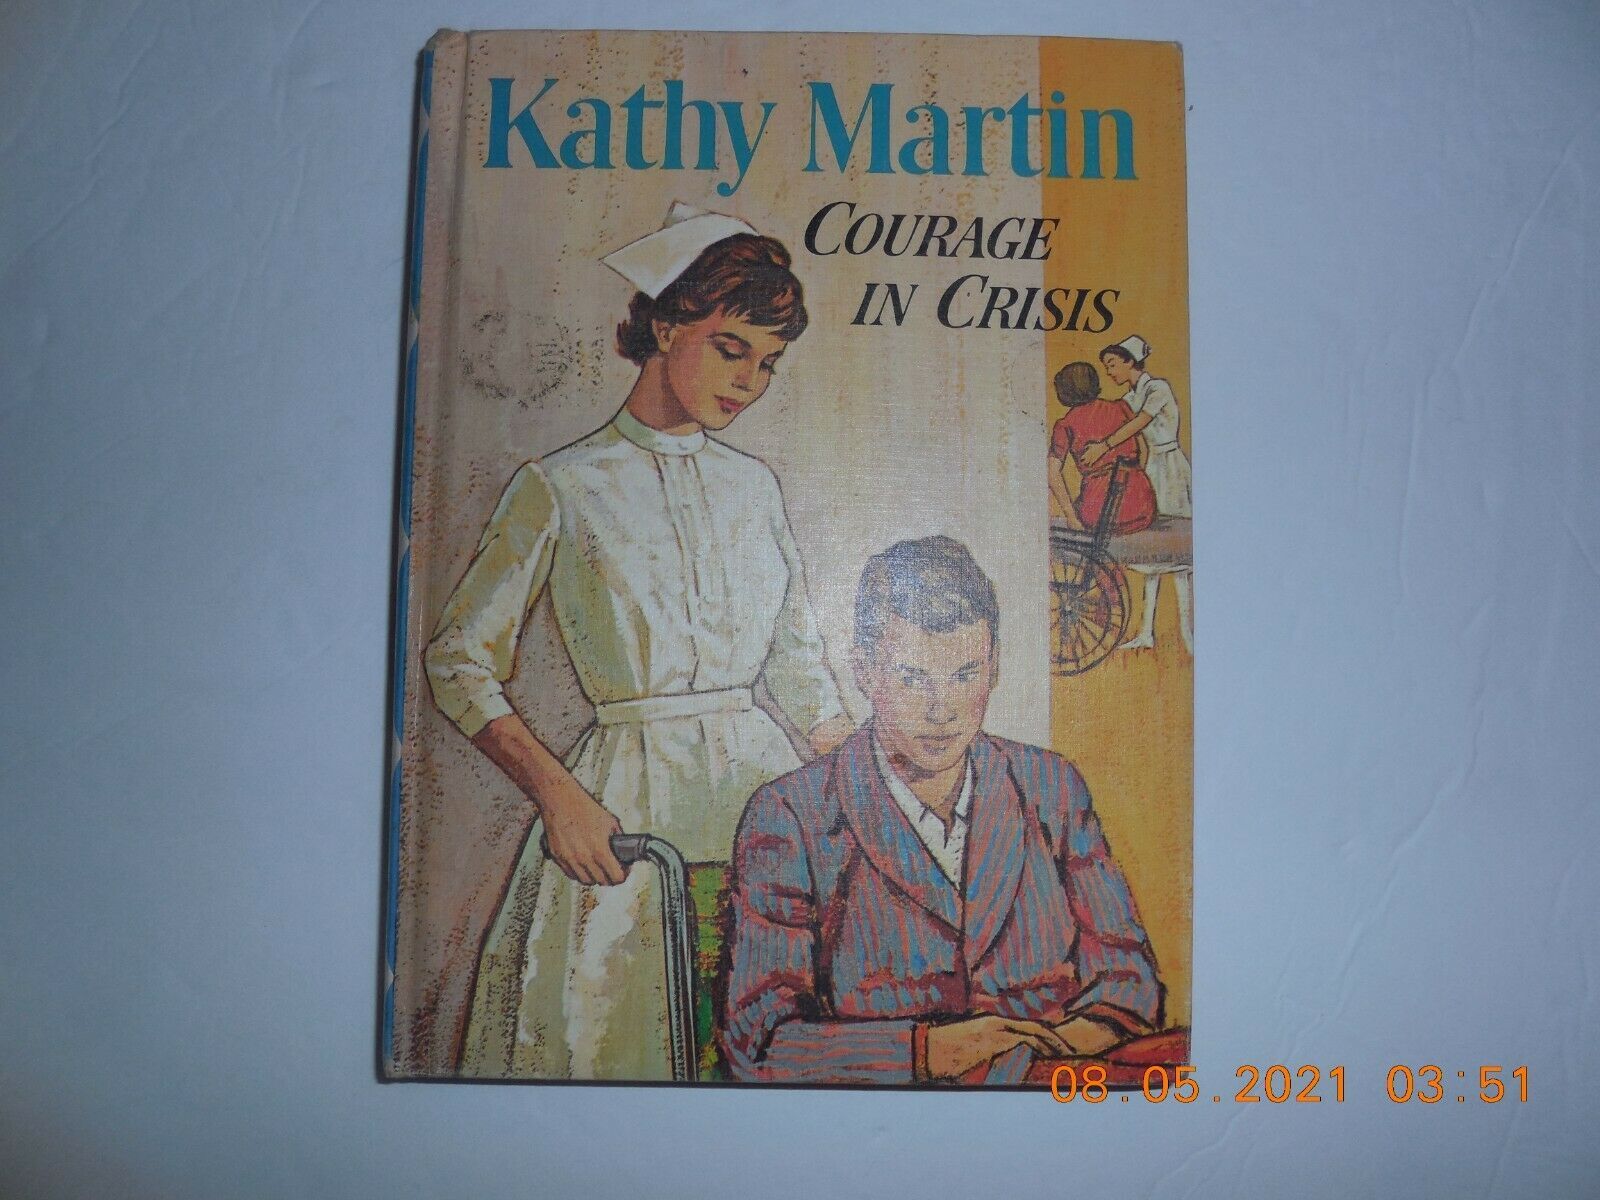 Kathy Martin
COURAGE
IN CRISIS
08.05.2021 03:51